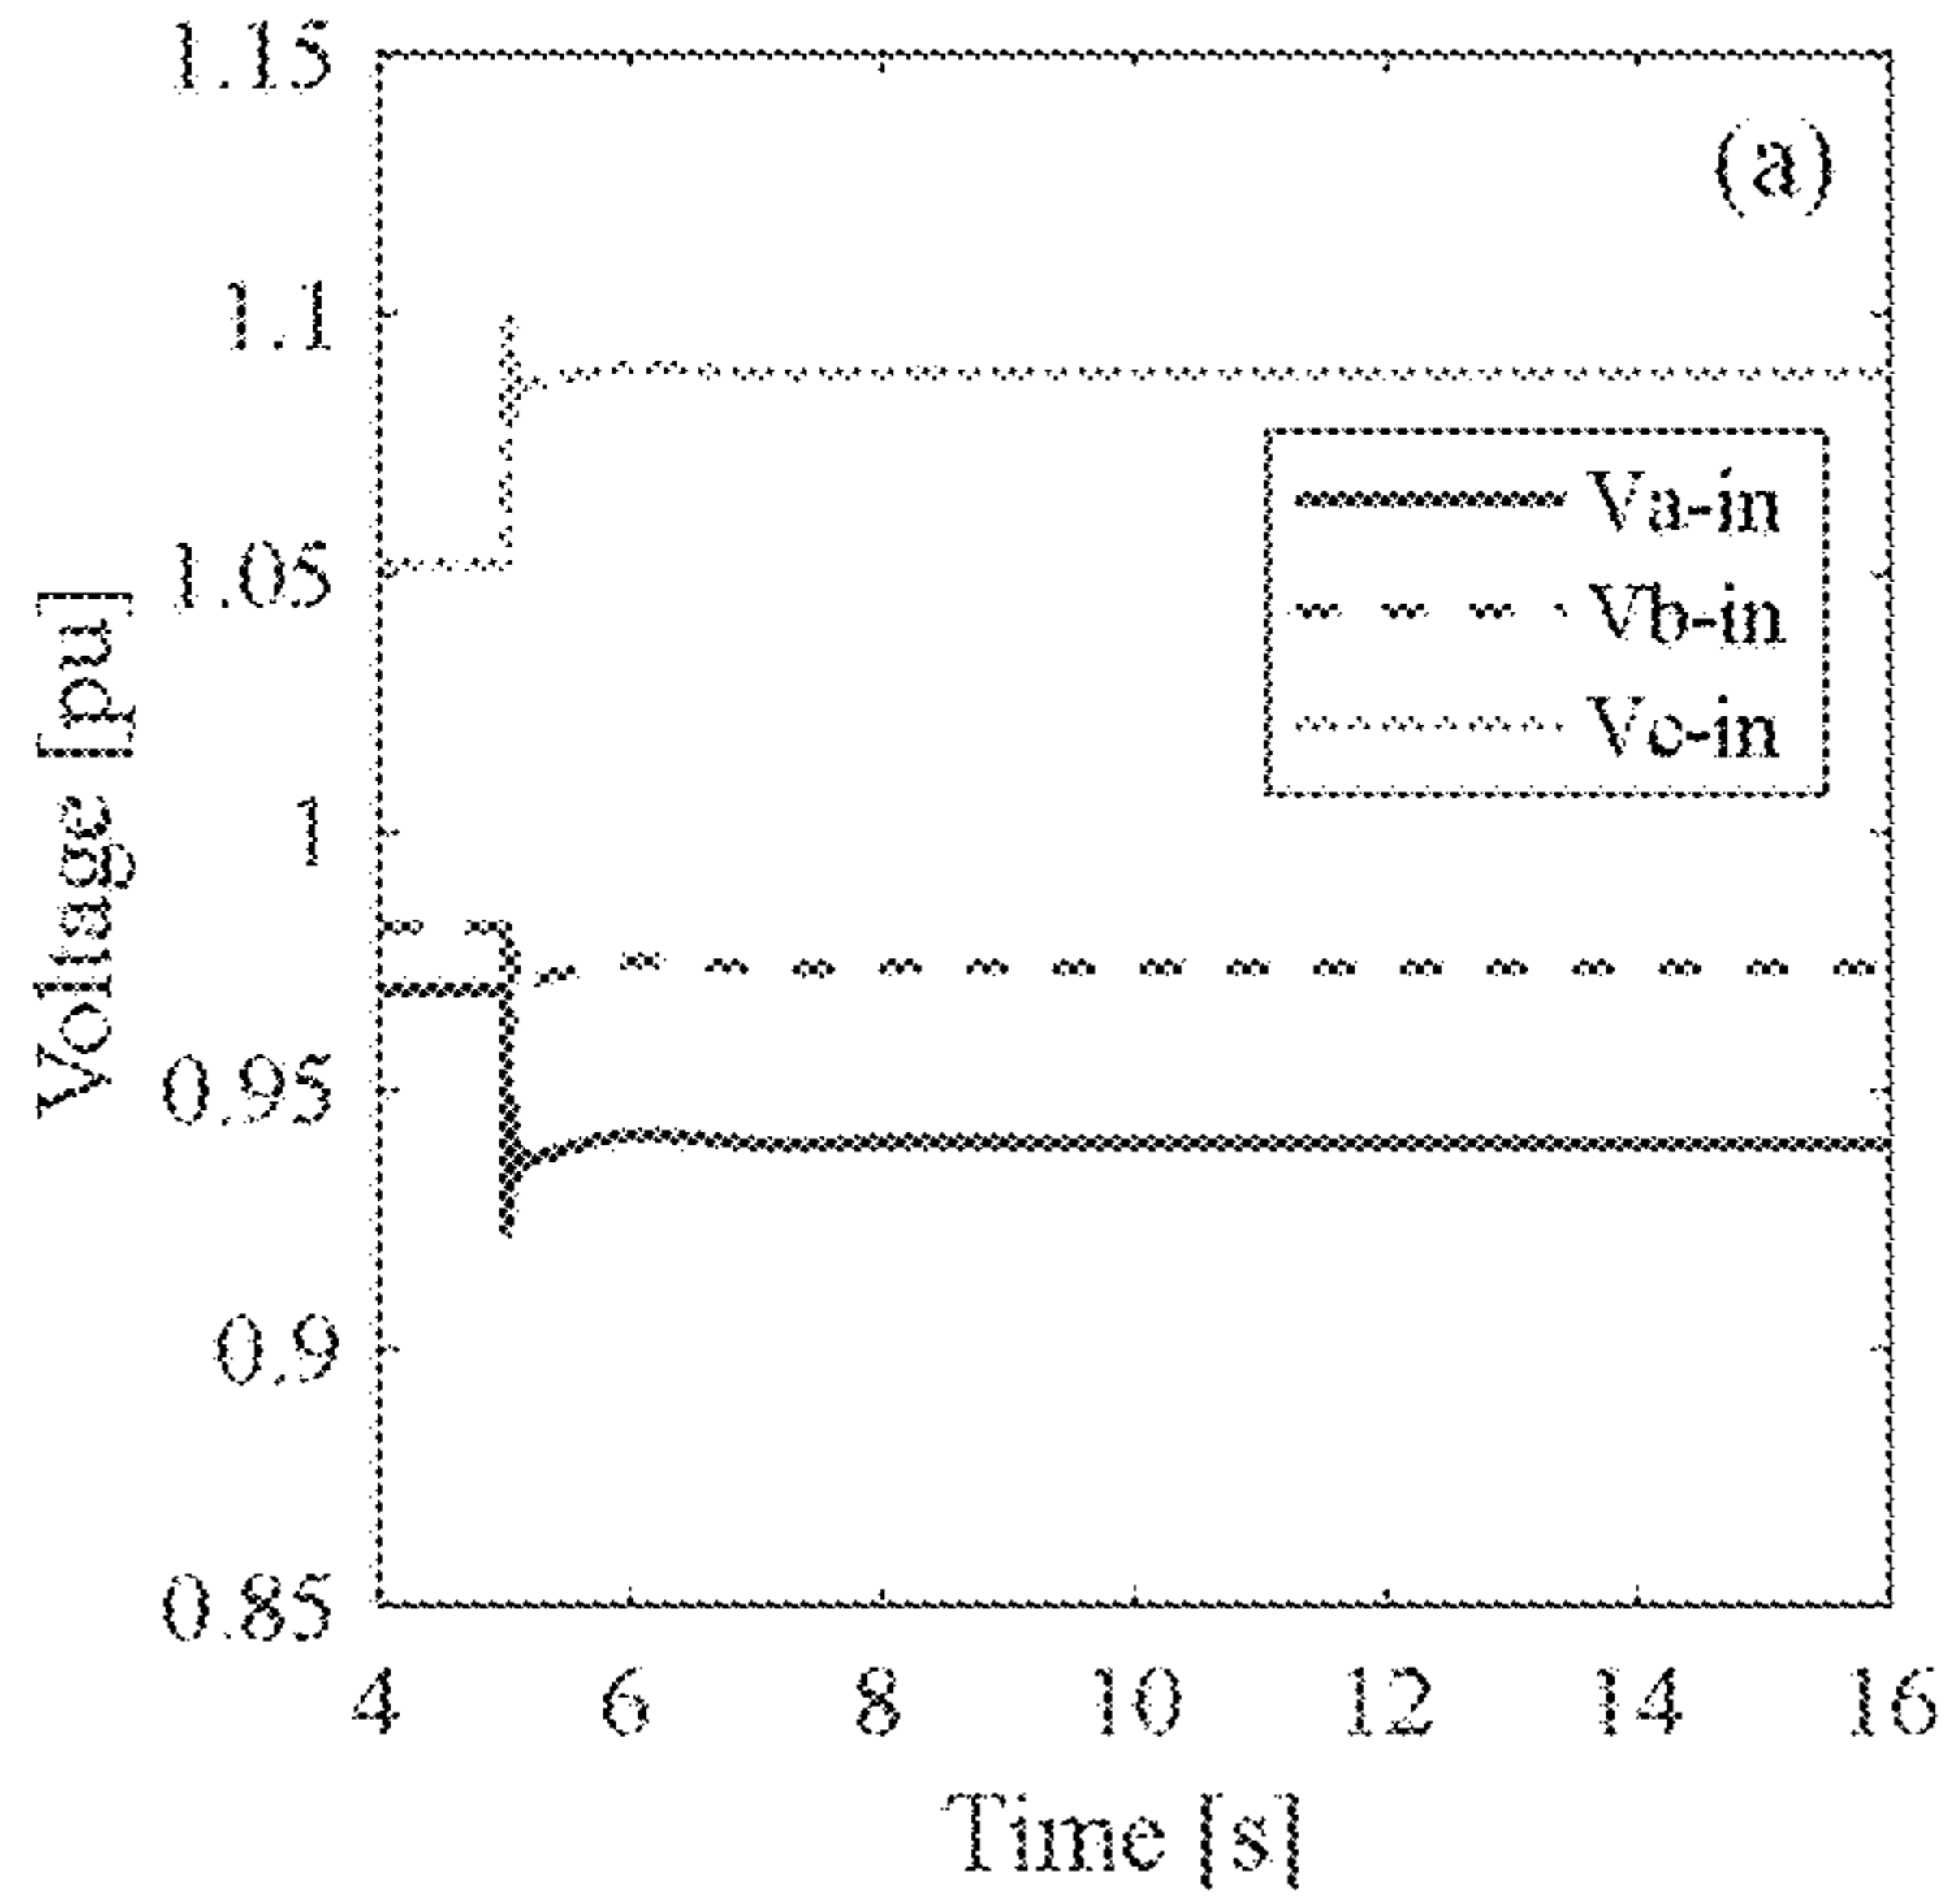 1.15
(a)
1.1
Va-in
1.05
Vb-in
Vc-in
1
0.95
0.9
0.85
Voltage [pu]
4 6 8 10 12 14 16
Time [s]